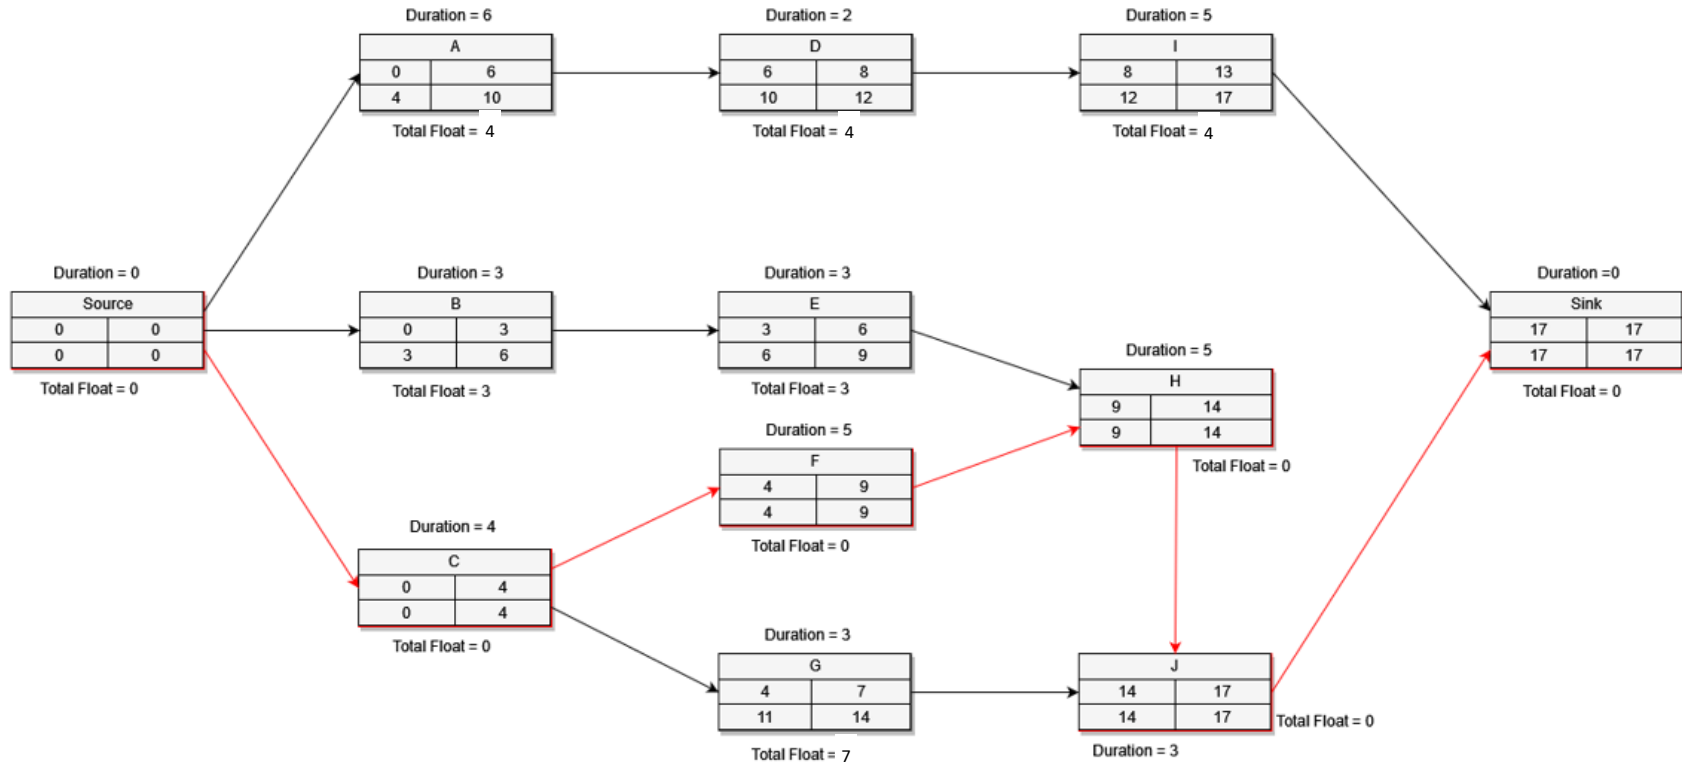 Duration = 6
A
0 6
4 10
Total Float = 4
Duration = 2
D
6 8
10 12
Total Float = 4
Duration = 5
I
8 13
12 17
Total Float = 4
Duration = 0
Source
0 0
0 0
Total Float = 0
Duration = 3
B
0 3
3 6
Total Float = 3
Duration = 3
E
3 6
6 9
Total Float = 3
Duration = 5
H
9 14
9 14
Total Float = 0
Duration =0
Sink
17 17
17 17
Total Float = 0
Duration = 5
F
4 9
4 9
Total Float = 0
Duration = 4
C
0 4
0 4
Total Float = 0
Duration = 3
G
4 7
11 14
Total Float = 7
J
14 17
14 17
Total Float = 0
Duration = 3